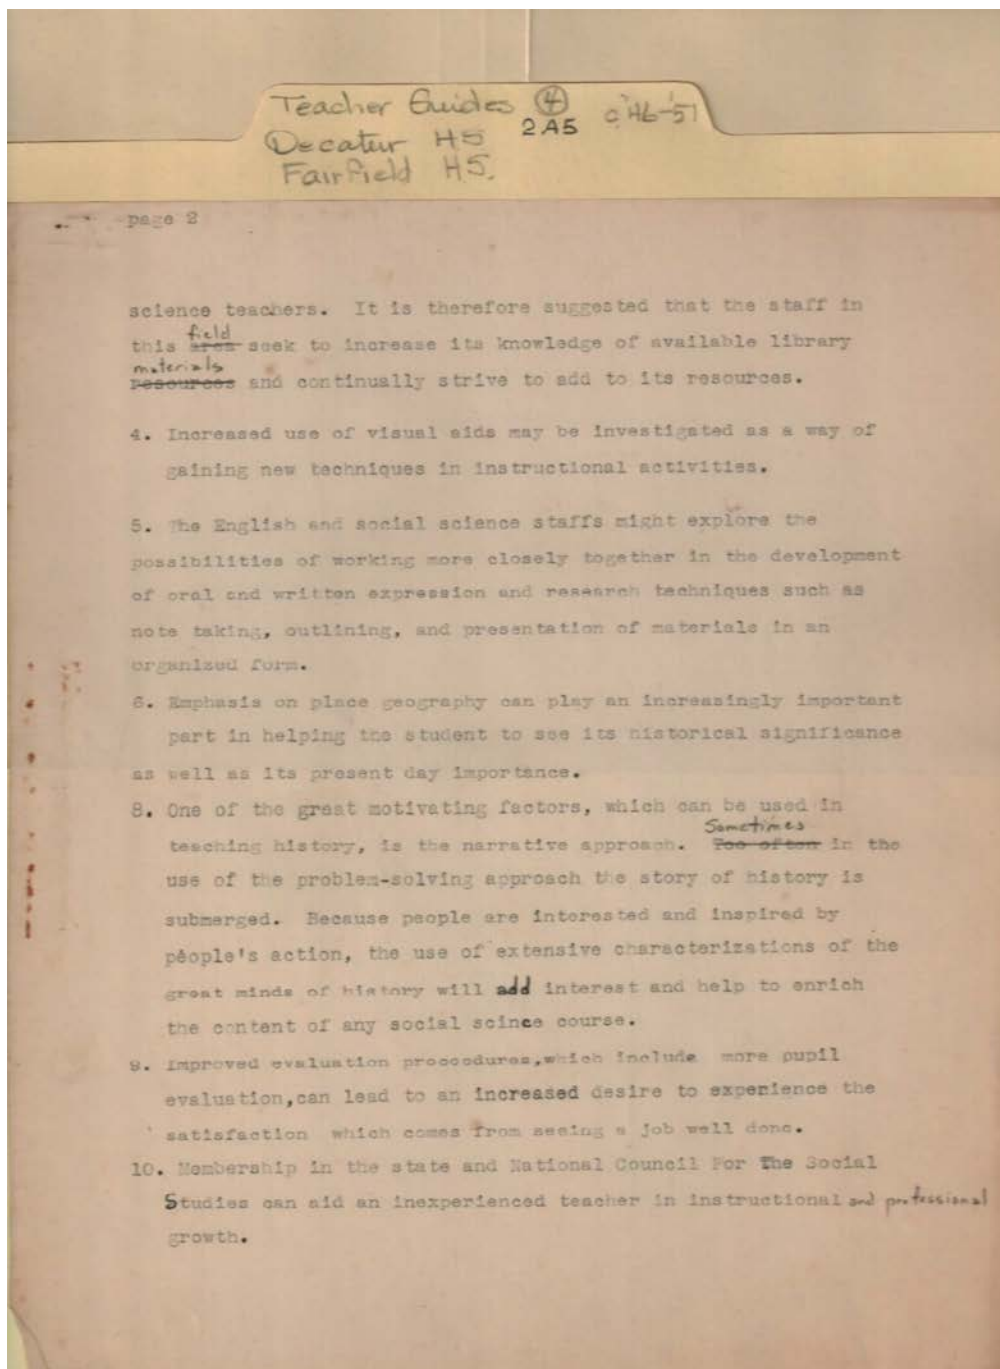 Teacher Guides ④ c'46-51
2.A5
Decatur HS
Fairfield HS.
page 2
science teachers. It is therefore suggested that the staff in
field
this area seek to increase its knowledge of available library
materials
resources and continually strive to add to its resources.
4. Increased use of visual aids may be investigated as a way of
gaining new techniques in instructional activities.
5. The English and social science staffs might explore the
possibilities of working more closely together in the development
of oral and written expression and research techniques such as
note taking, outlining, and presentation of materials in an
organized form.
6. Emphasis on place geography can play an increasingly important
part in helping the student to see its historical significance
as well as its present day importance.
8. One of the great motivating factors, which can be used in
Sometimes
teaching history, is the narrative approach. Too often in the
use of the problem-solving approach the story of history is
submerged. Because people are interested and inspired by
people's action, the use of extensive characterizations of the
great minds of history will add interest and help to enrich
the content of any social scince course.
9. Improved evaluation procedures,which include more pupil
evaluation,can lead to an increased desire to experience the
satisfaction which comes from seeing a job well done.
10. Membership in the state and National Council For The Social
Studies can aid an inexperienced teacher in instructional and professional
growth.